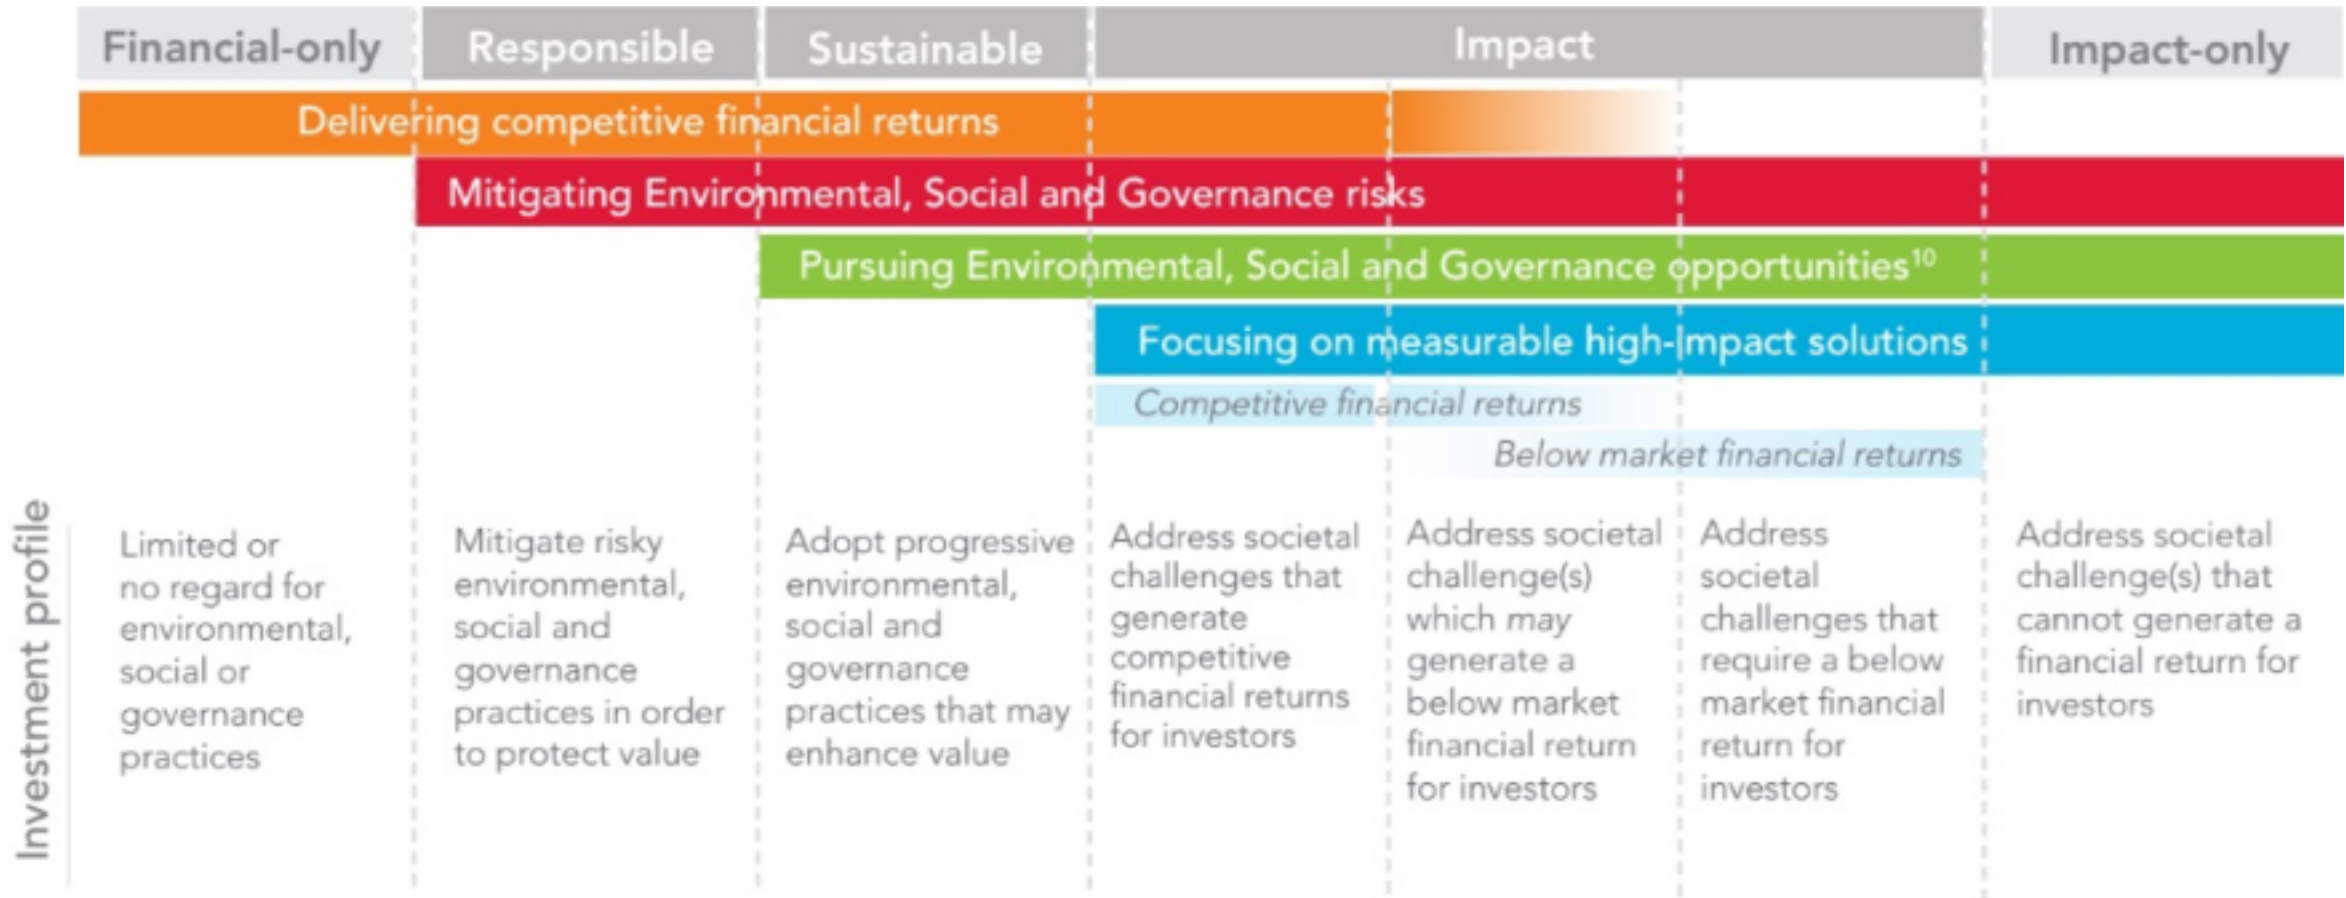 Financial-only
Responsible
Sustainable
Impact
Impact-only
Delivering competitive financial returns
Mitigating Environmental, Social and Governance risks
Pursuing Environmental, Social and Governance opportunities¹⁰
Focusing on measurable high-Impact solutions
Competitive financial returns
Below market financial returns
Investment profile
Limited or
no regard for
environmental,
social or
governance
practices
Mitigate risky
environmental,
social and
governance
practices in order
to protect value
Adopt progressive
environmental,
social and
governance
practices that may
enhance value
Address societal
challenges that
generate
competitive
financial returns
for investors
Address societal
challenge(s)
which may
generate a
below market
financial return
for investors
Address
societal
challenges that
require a below
market financial
return for
investors
Address societal
challenge(s) that
cannot generate a
financial return for
investors